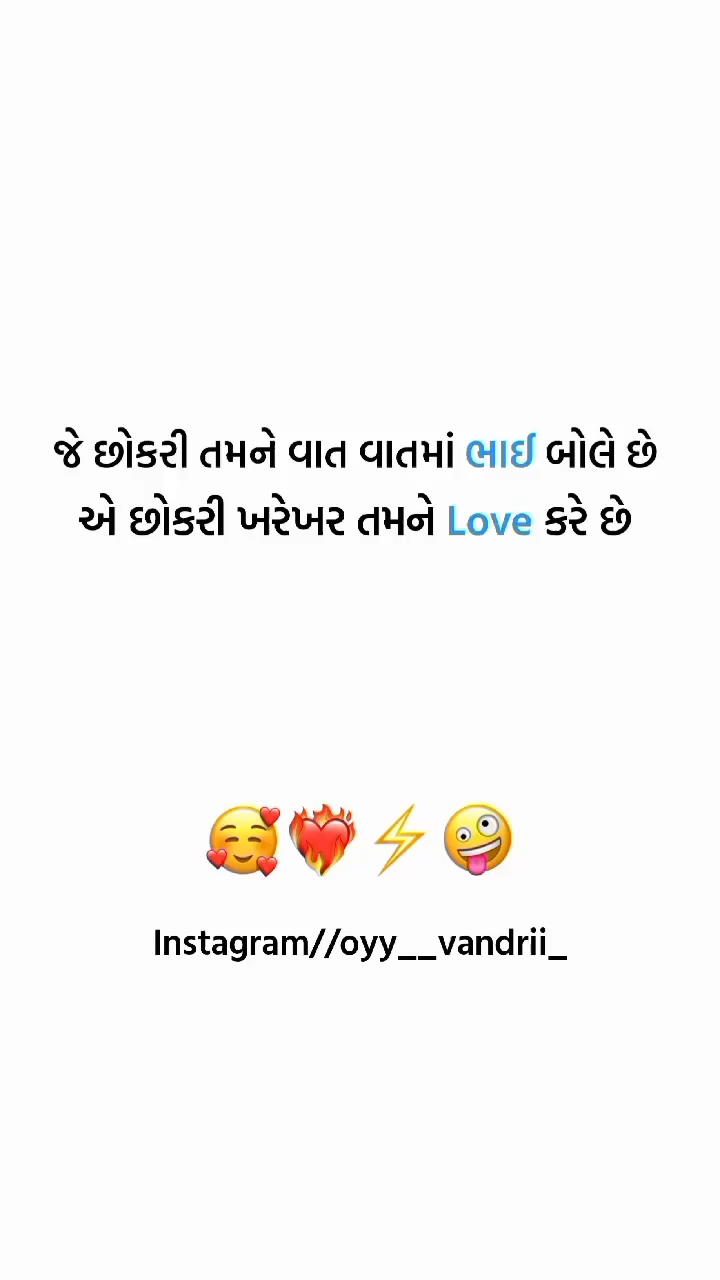 જે છોકરી તમને વાત વાતમાં ભાઈ બોલે છે
એ છોકરી ખરેખર તમને Love કરે છે
🥰❤️‍🔥⚡🤪
Instagram//oyy__vandrii_